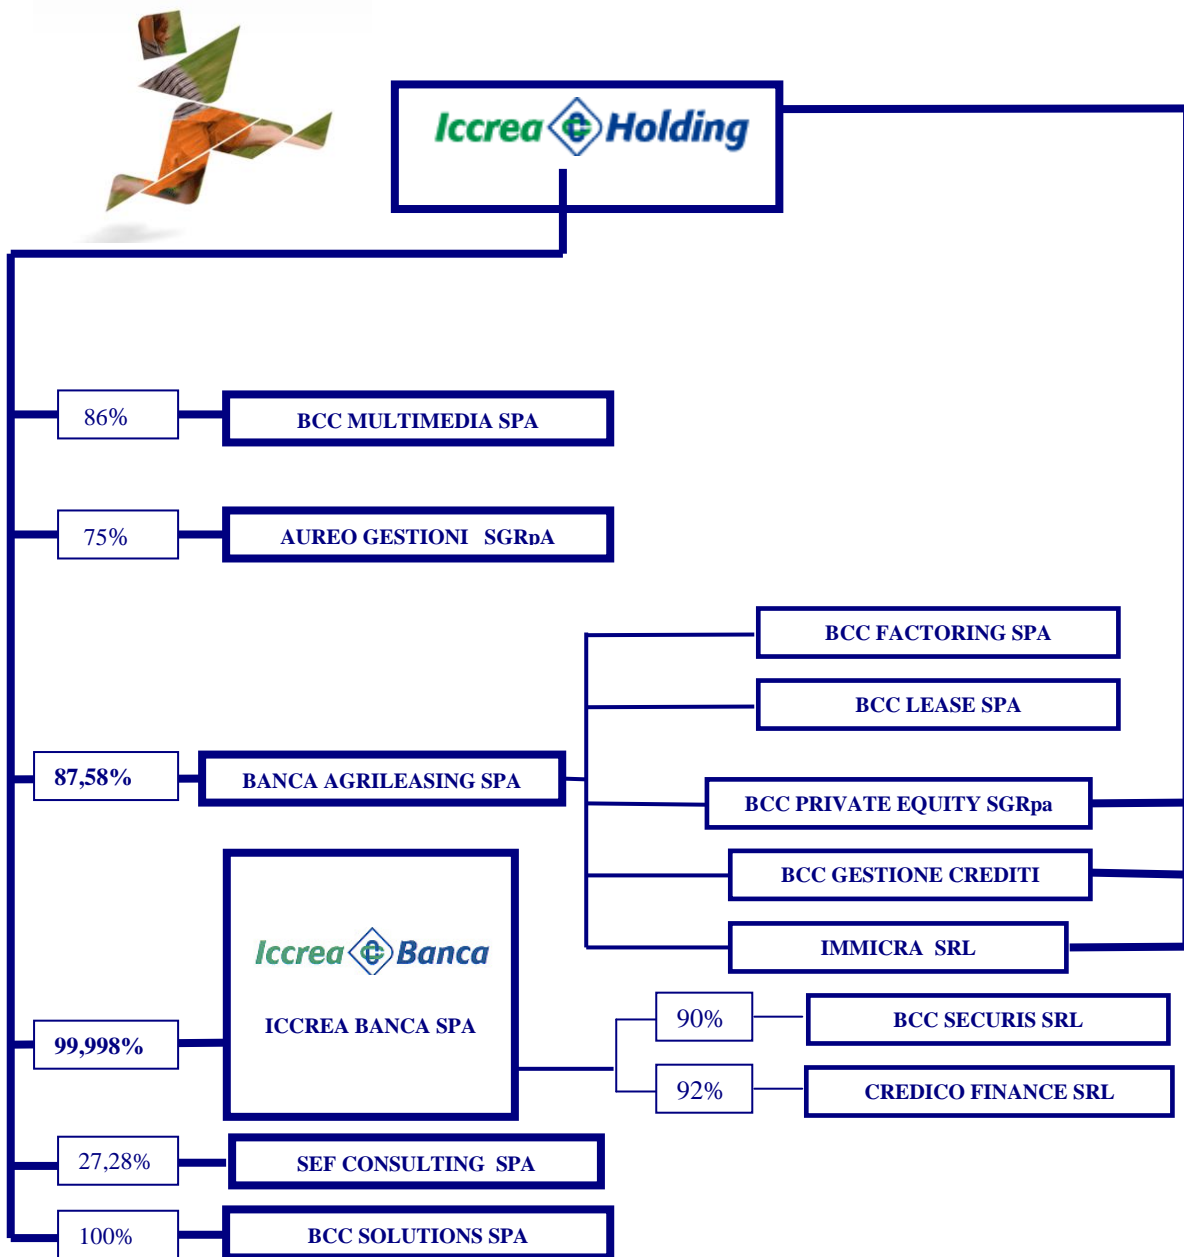 Iccrea Holding
86%
BCC MULTIMEDIA SPA
75%
AUREO GESTIONI SGRpA
BCC FACTORING SPA
BCC LEASE SPA
87,58%
BANCA AGRILEASING SPA
BCC PRIVATE EQUITY SGRpa
BCC GESTIONE CREDITI
IMMICRA SRL
Iccrea Banca
ICCREA BANCA SPA
99,998%
90%
BCC SECURIS SRL
92%
CREDICO FINANCE SRL
27,28%
SEF CONSULTING SPA
100%
BCC SOLUTIONS SPA